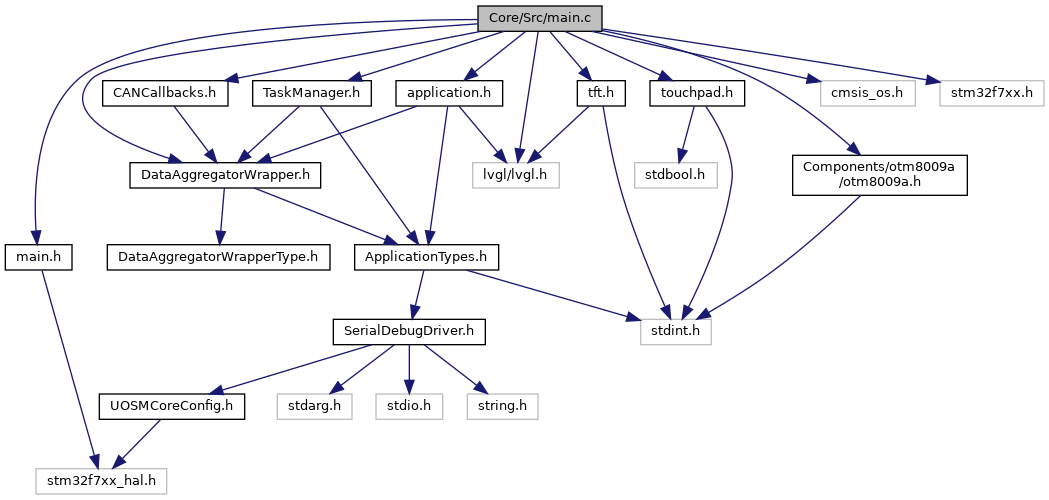 Core/Src/main.c
CANCallbacks.h
TaskManager.h
application.h
tft.h
touchpad.h
cmsis_os.h
stm32f7xx.h
DataAggregatorWrapper.h
lvgl/lvgl.h
stdbool.h
Components/otm8009a
/otm8009a.h
main.h
DataAggregatorWrapperType.h
ApplicationTypes.h
SerialDebugDriver.h
stdint.h
UOSMCoreConfig.h
stdarg.h
stdio.h
string.h
stm32f7xx_hal.h